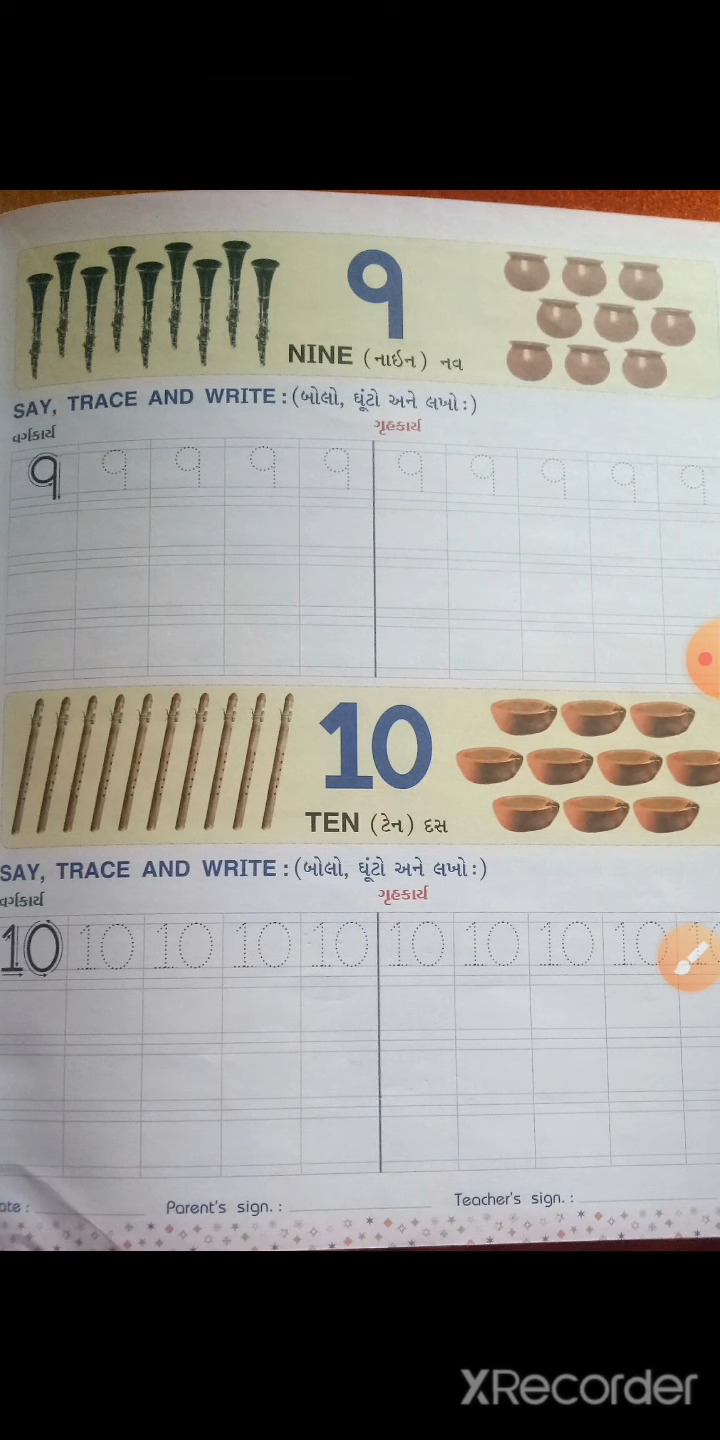 9
NINE (નાઇન) નવ
SAY, TRACE AND WRITE : (બોલો, ઘૂંટો અને લખો :)
વર્ગકાર્ય ગૃહકાર્ય
9 9 9 9 9 9 9 9 9 9
10
TEN (ટેન) દસ
SAY, TRACE AND WRITE : (બોલો, ઘૂંટો અને લખો :)
વર્ગકાર્ય ગૃહકાર્ય
10 10 10 10 10 10 10 10 10 10
ate : Parent's sign. : Teacher's sign. :
XRecorder